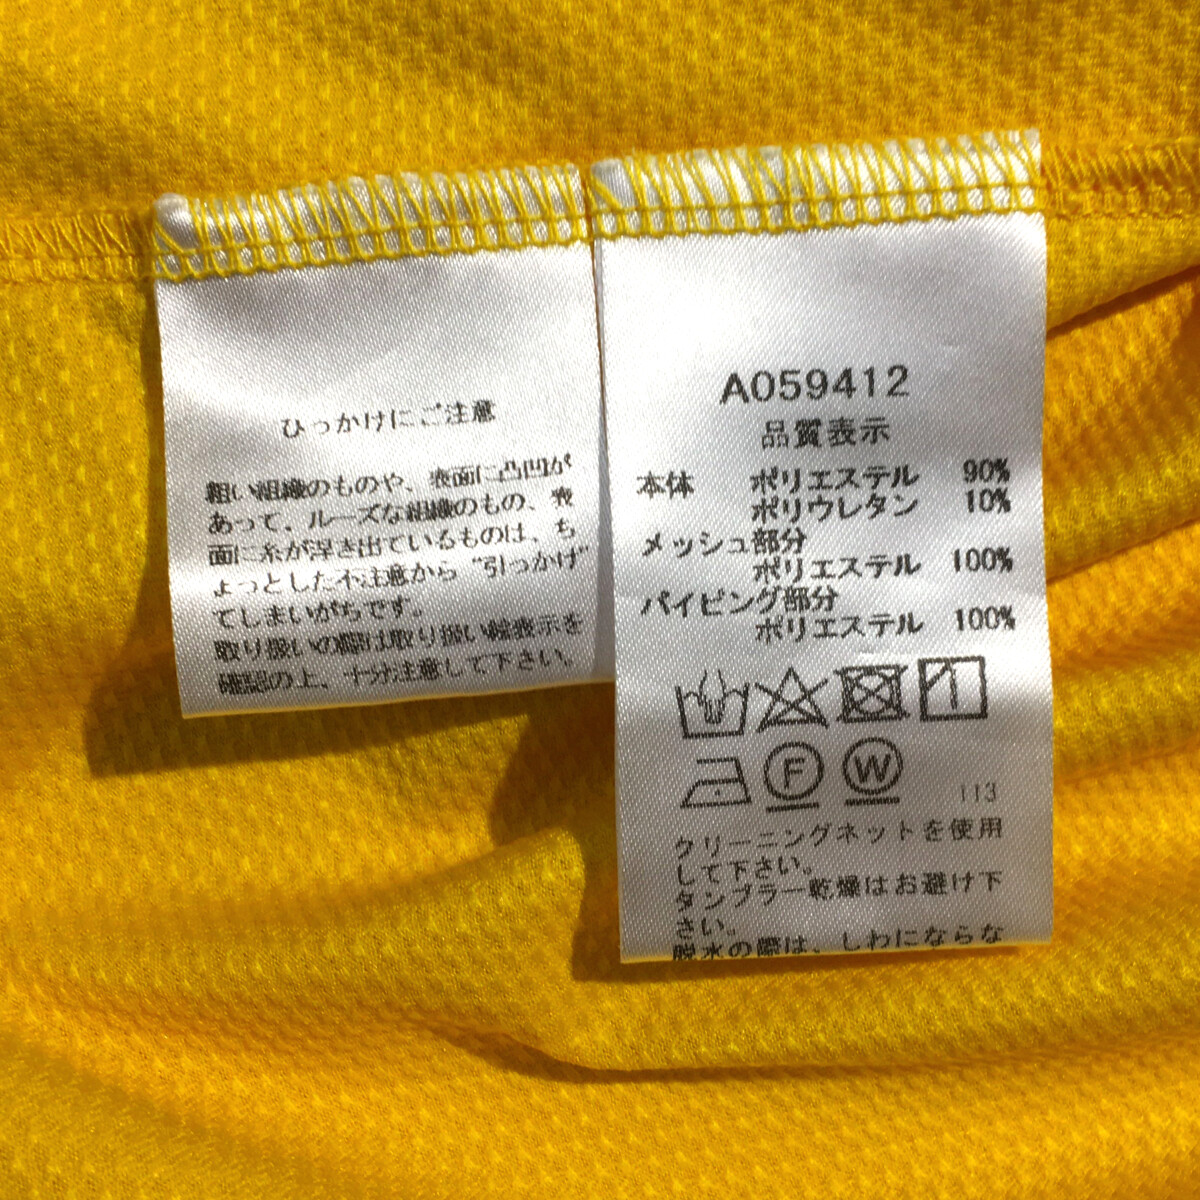 ひっかけにご注意
粗い組織のものや、表面に凸凹が
あって、ルーズな組織のもの、表
面に糸が浮き出ているものは、ち
ょっとした不注意から“引っかけ”
てしまいがちです。
取り扱いの際は取り扱い絵表示を
確認の上、十分注意して下さい。
A059412
品質表示
本体 ポリエステル 90%
ポリウレタン 10%
メッシュ部分
ポリエステル 100%
パイピング部分
ポリエステル 100%
F W
113
クリーニングネットを使用
して下さい。
タンブラー乾燥はお避け下
さい。
脱水の際は、しわにならな